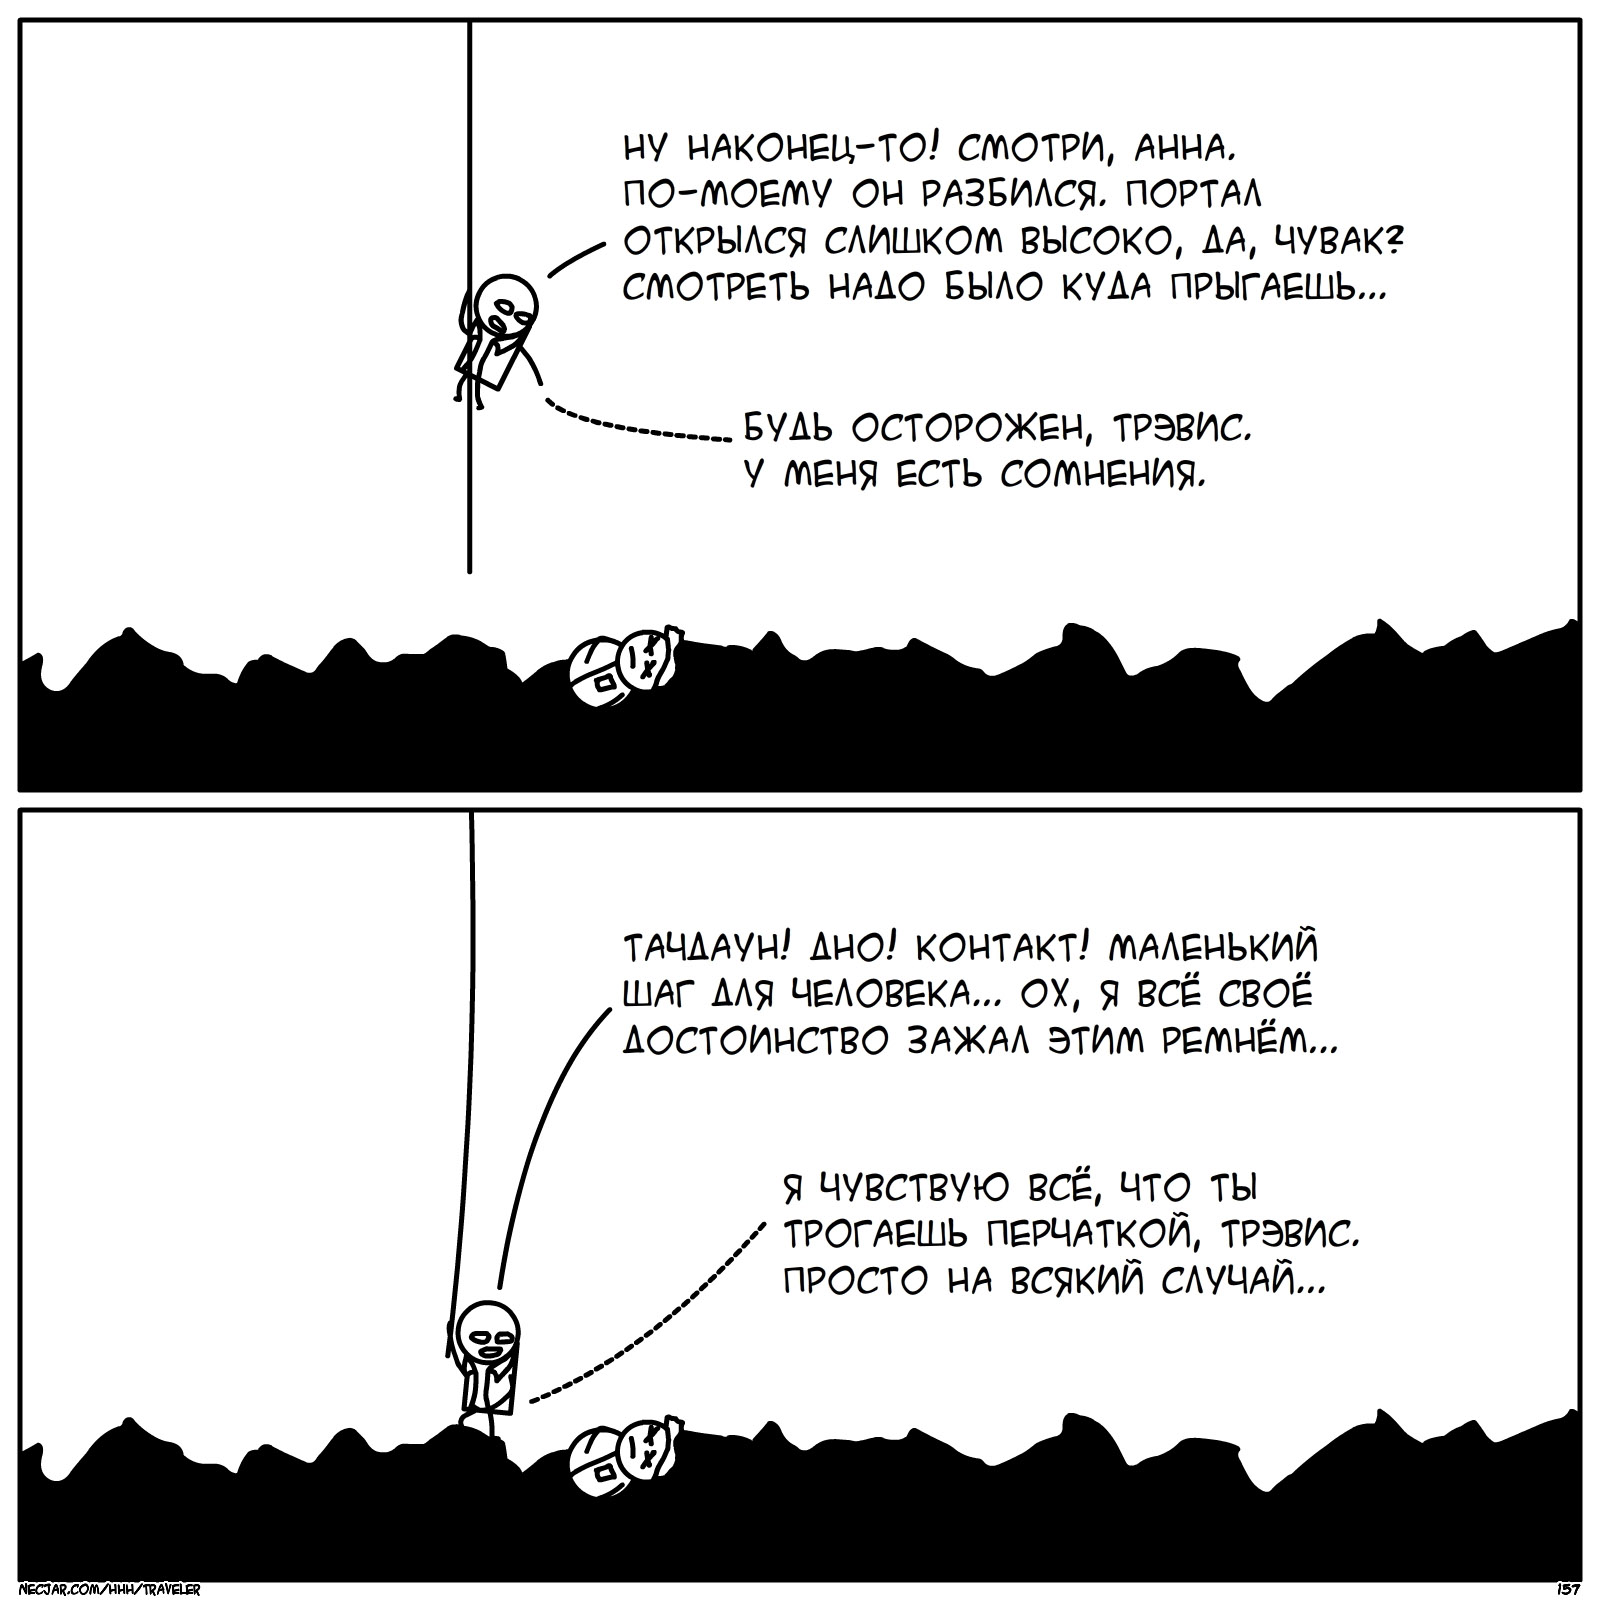 НУ НАКОНЕЦ-ТО! СМОТРИ, АННА.
ПО-МОЕМУ ОН РАЗБИЛСЯ. ПОРТАЛ
ОТКРЫЛСЯ СЛИШКОМ ВЫСОКО, ДА, ЧУВАК?
СМОТРЕТЬ НАДО БЫЛО КУДА ПРЫГАЕШЬ...
БУДЬ ОСТОРОЖЕН, ТРЭВИС.
У МЕНЯ ЕСТЬ СОМНЕНИЯ.
ТАЧДАУН! ДНО! КОНТАКТ! МАЛЕНЬКИЙ
ШАГ ДЛЯ ЧЕЛОВЕКА... ОХ, Я ВСЁ СВОЁ
ДОСТОИНСТВО ЗАЖАЛ ЭТИМ РЕМНЁМ...
Я ЧУВСТВУЮ ВСЁ, ЧТО ТЫ
ТРОГАЕШЬ ПЕРЧАТКОЙ, ТРЭВИС.
ПРОСТО НА ВСЯКИЙ СЛУЧАЙ...
NECJAR.COM/HHH/TRAVELER
157